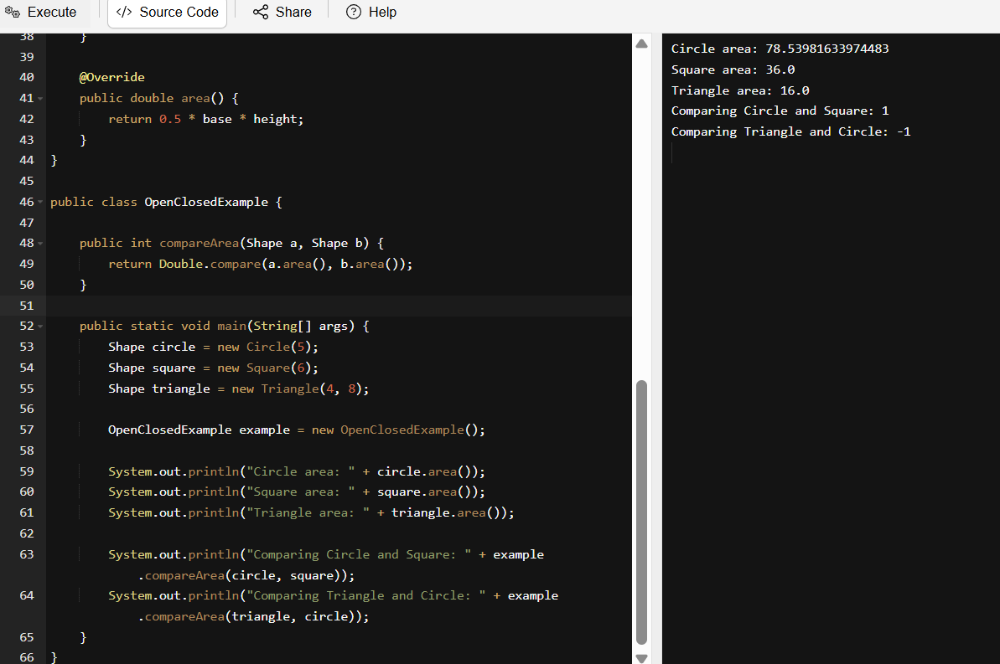 Execute
</> Source Code
Share
Help
38     }
39
40     @Override
41     public double area() {
42         return 0.5 * base * height;
43     }
44 }
45
46 public class OpenClosedExample {
47
48     public int compareArea(Shape a, Shape b) {
49         return Double.compare(a.area(), b.area());
50     }
51
52     public static void main(String[] args) {
53         Shape circle = new Circle(5);
54         Shape square = new Square(6);
55         Shape triangle = new Triangle(4, 8);
56
57         OpenClosedExample example = new OpenClosedExample();
58
59         System.out.println("Circle area: " + circle.area());
60         System.out.println("Square area: " + square.area());
61         System.out.println("Triangle area: " + triangle.area());
62
63         System.out.println("Comparing Circle and Square: " + example
            .compareArea(circle, square));
64         System.out.println("Comparing Triangle and Circle: " + example
            .compareArea(triangle, circle));
65     }
66 }
Circle area: 78.53981633974483
Square area: 36.0
Triangle area: 16.0
Comparing Circle and Square: 1
Comparing Triangle and Circle: -1